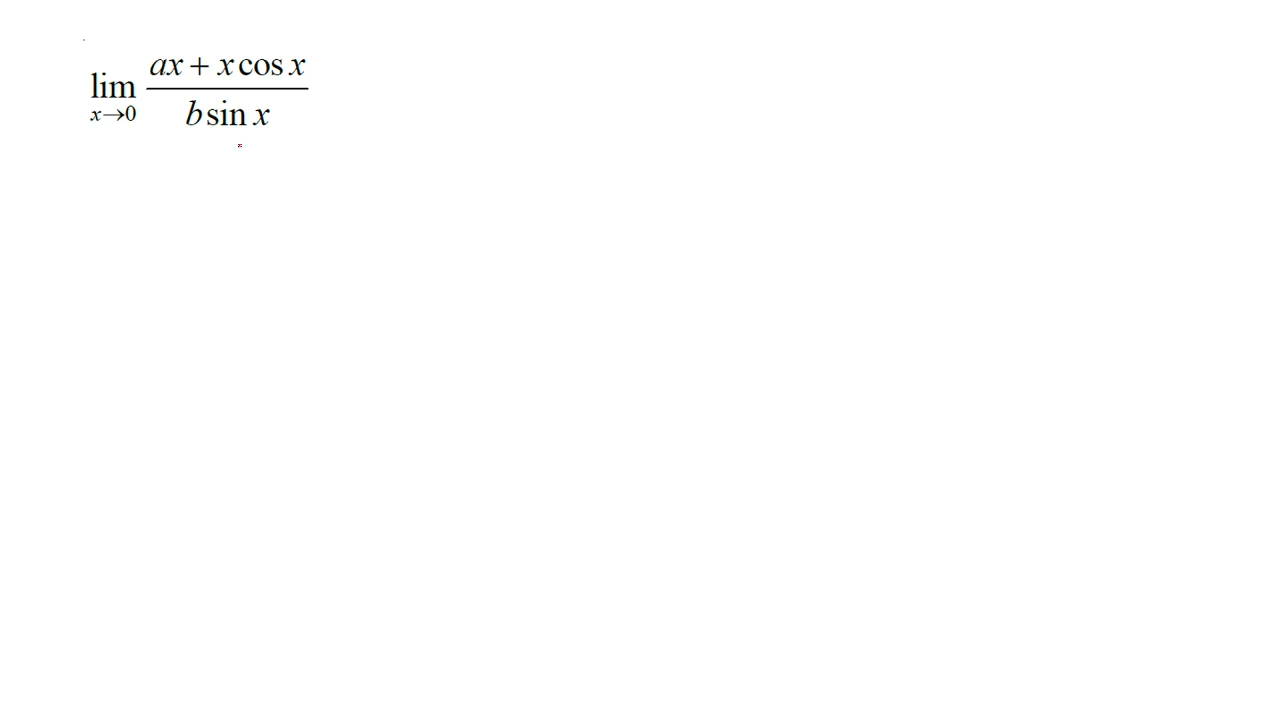 lim x→0 (ax + x cos x) / (b sin x)